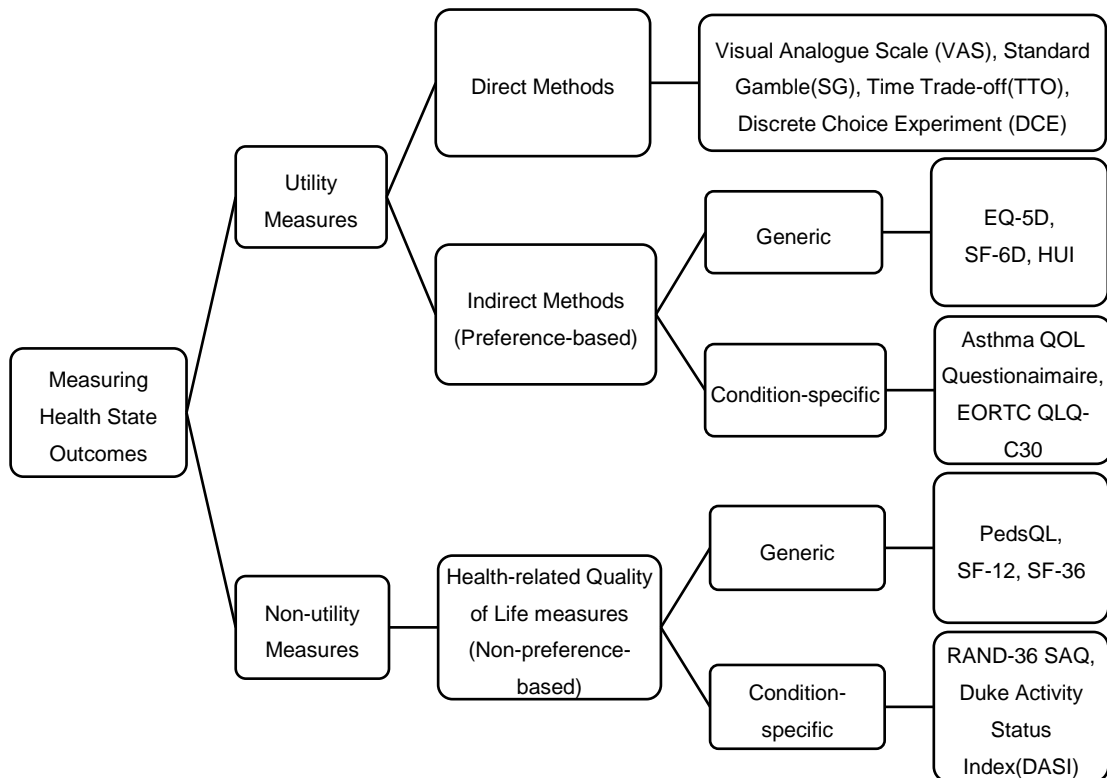 Measuring
Health State
Outcomes
Utility
Measures
Direct Methods
Visual Analogue Scale (VAS), Standard
Gamble(SG), Time Trade-off(TTO),
Discrete Choice Experiment (DCE)
Indirect Methods
(Preference-based)
Generic
EQ-5D,
SF-6D, HUI
Condition-specific
Asthma QOL
Questionaimaire,
EORTC QLQ-
C30
Non-utility
Measures
Health-related Quality
of Life measures
(Non-preference-
based)
Generic
PedsQL,
SF-12, SF-36
Condition-
specific
RAND-36 SAQ,
Duke Activity
Status
Index(DASI)